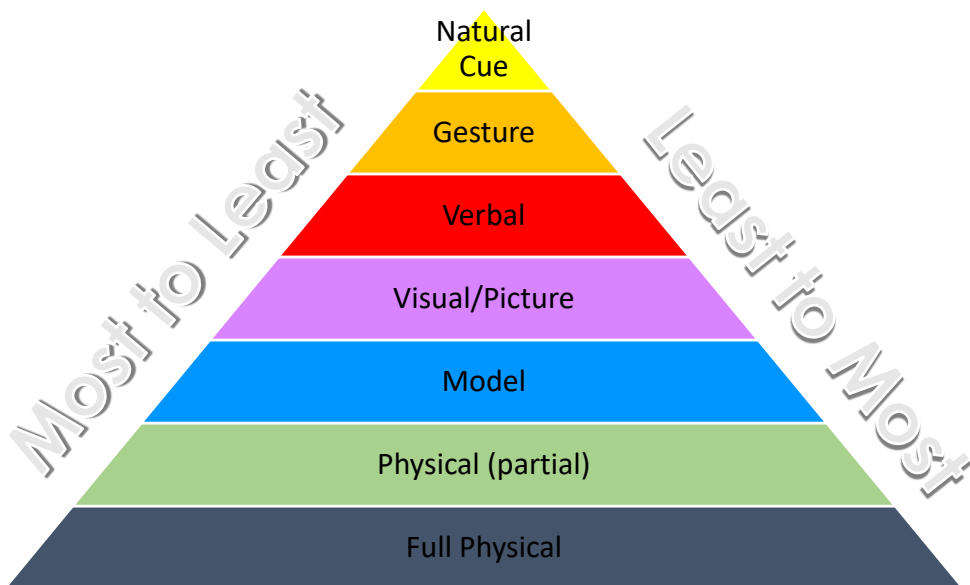 Natural
Cue
Gesture
Verbal
Visual/Picture
Model
Physical (partial)
Full Physical
Most to Least
Least to Most